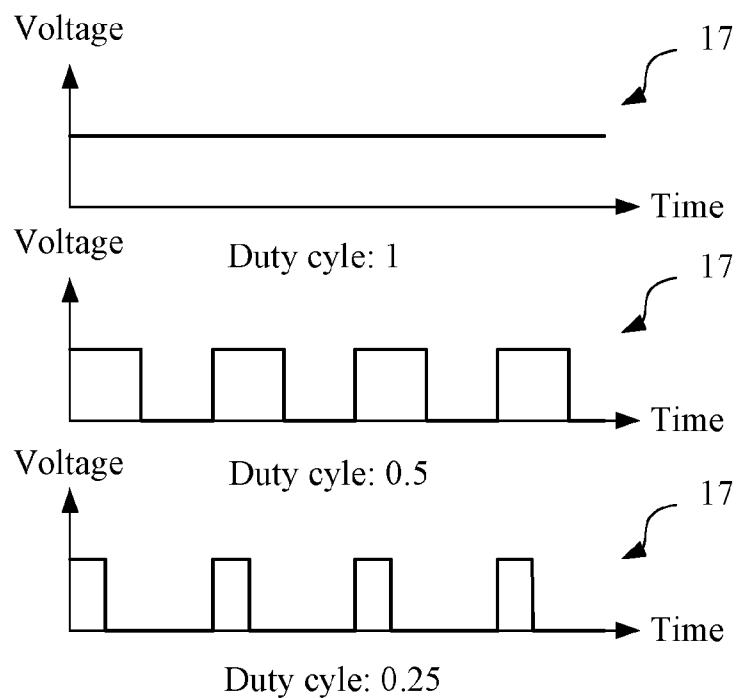 Voltage
17
Time
Duty cyle: 1
Voltage
17
Time
Duty cyle: 0.5
Voltage
17
Time
Duty cyle: 0.25